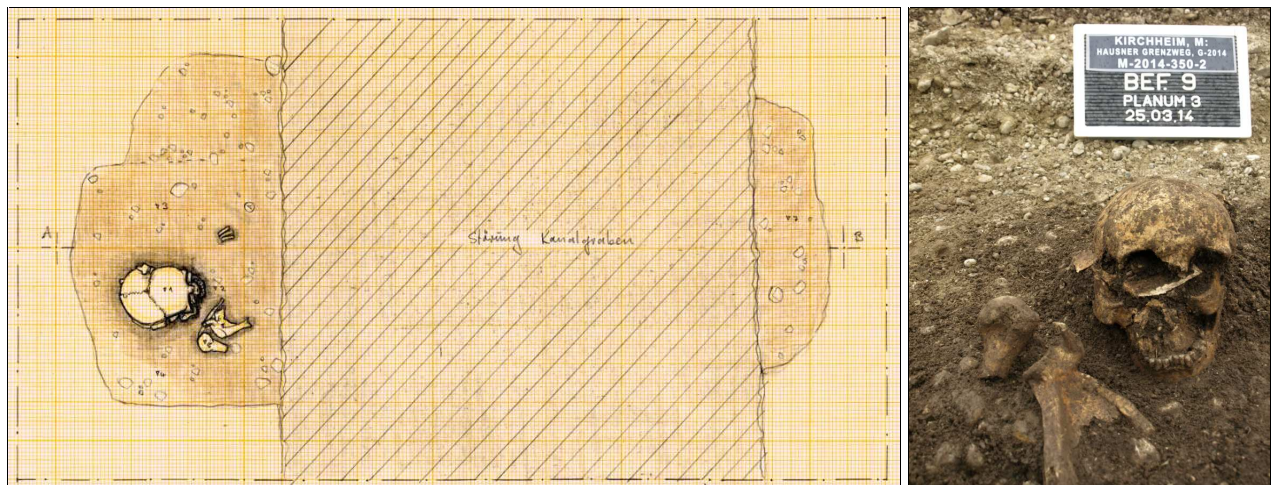 A
Störung Kanalgraben
B
KIRCHHEIM, M:
HAUSNER GRENZWEG, G-2014
M-2014-350-2
BEF. 9
PLANUM 3
25.03.14